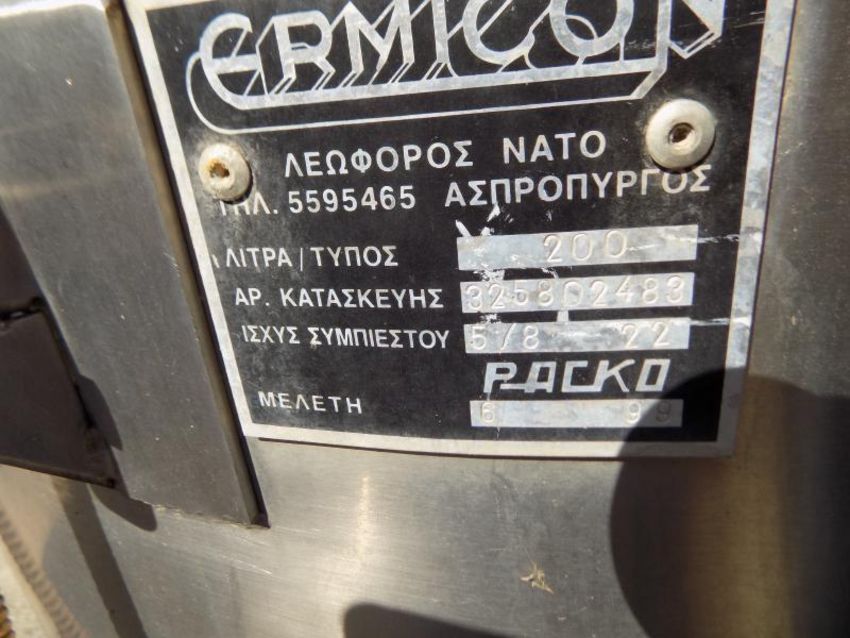 ERMICON
ΛΕΩΦΟΡΟΣ ΝΑΤΟ
ΤΗΛ. 5595465 ΑΣΠΡΟΠΥΡΓΟΣ
ΛΙΤΡΑ / ΤΥΠΟΣ 200
ΑΡ. ΚΑΤΑΣΚΕΥΗΣ 325802483
ΙΣΧΥΣ ΣΥΜΠΙΕΣΤΟΥ 5/8 22
ΜΕΛΕΤΗ PACKO
6 99